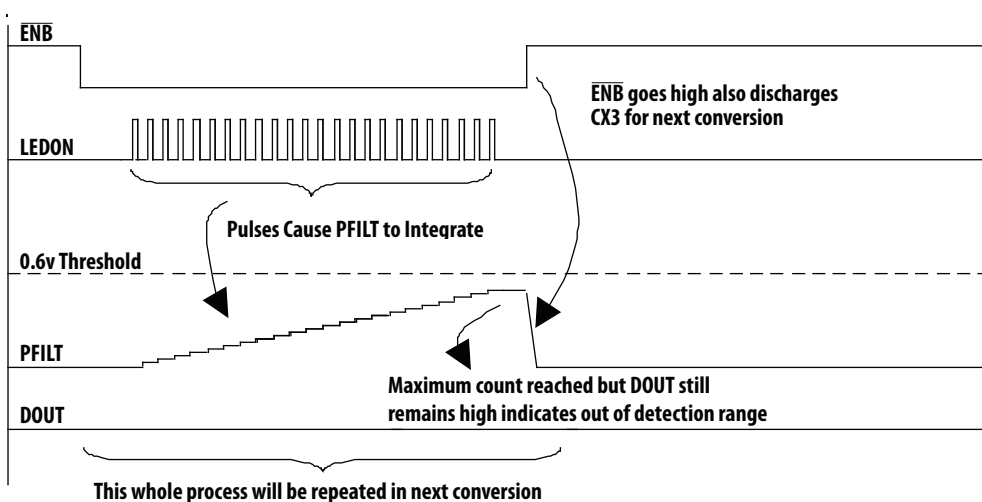 ENB
ENB goes high also discharges
CX3 for next conversion
LEDON
Pulses Cause PFILT to Integrate
0.6v Threshold
PFILT
Maximum count reached but DOUT still
remains high indicates out of detection range
DOUT
This whole process will be repeated in next conversion